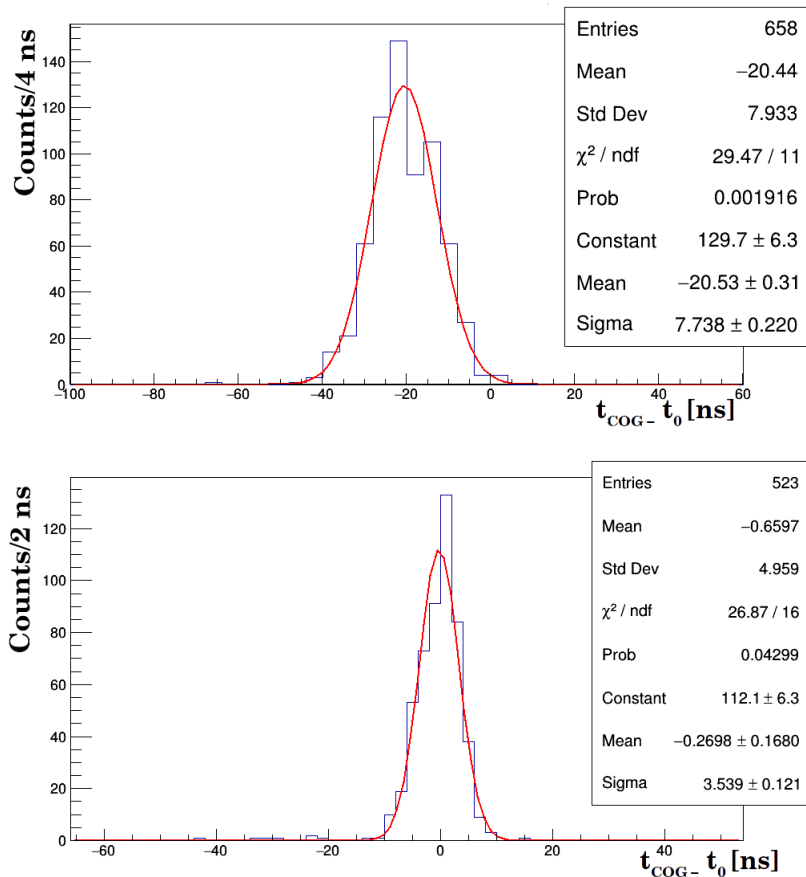 Counts/4 ns
140
120
100
80
60
40
20
0
−100 −80 −60 −40 −20 0 20 40 60
t_COG – t_0 [ns]
Entries 658
Mean −20.44
Std Dev 7.933
χ² / ndf 29.47 / 11
Prob 0.001916
Constant 129.7 ± 6.3
Mean −20.53 ± 0.31
Sigma 7.738 ± 0.220
Counts/2 ns
120
100
80
60
40
20
0
−60 −40 −20 0 20 40
t_COG – t_0 [ns]
Entries 523
Mean −0.6597
Std Dev 4.959
χ² / ndf 26.87 / 16
Prob 0.04299
Constant 112.1 ± 6.3
Mean −0.2698 ± 0.1680
Sigma 3.539 ± 0.121